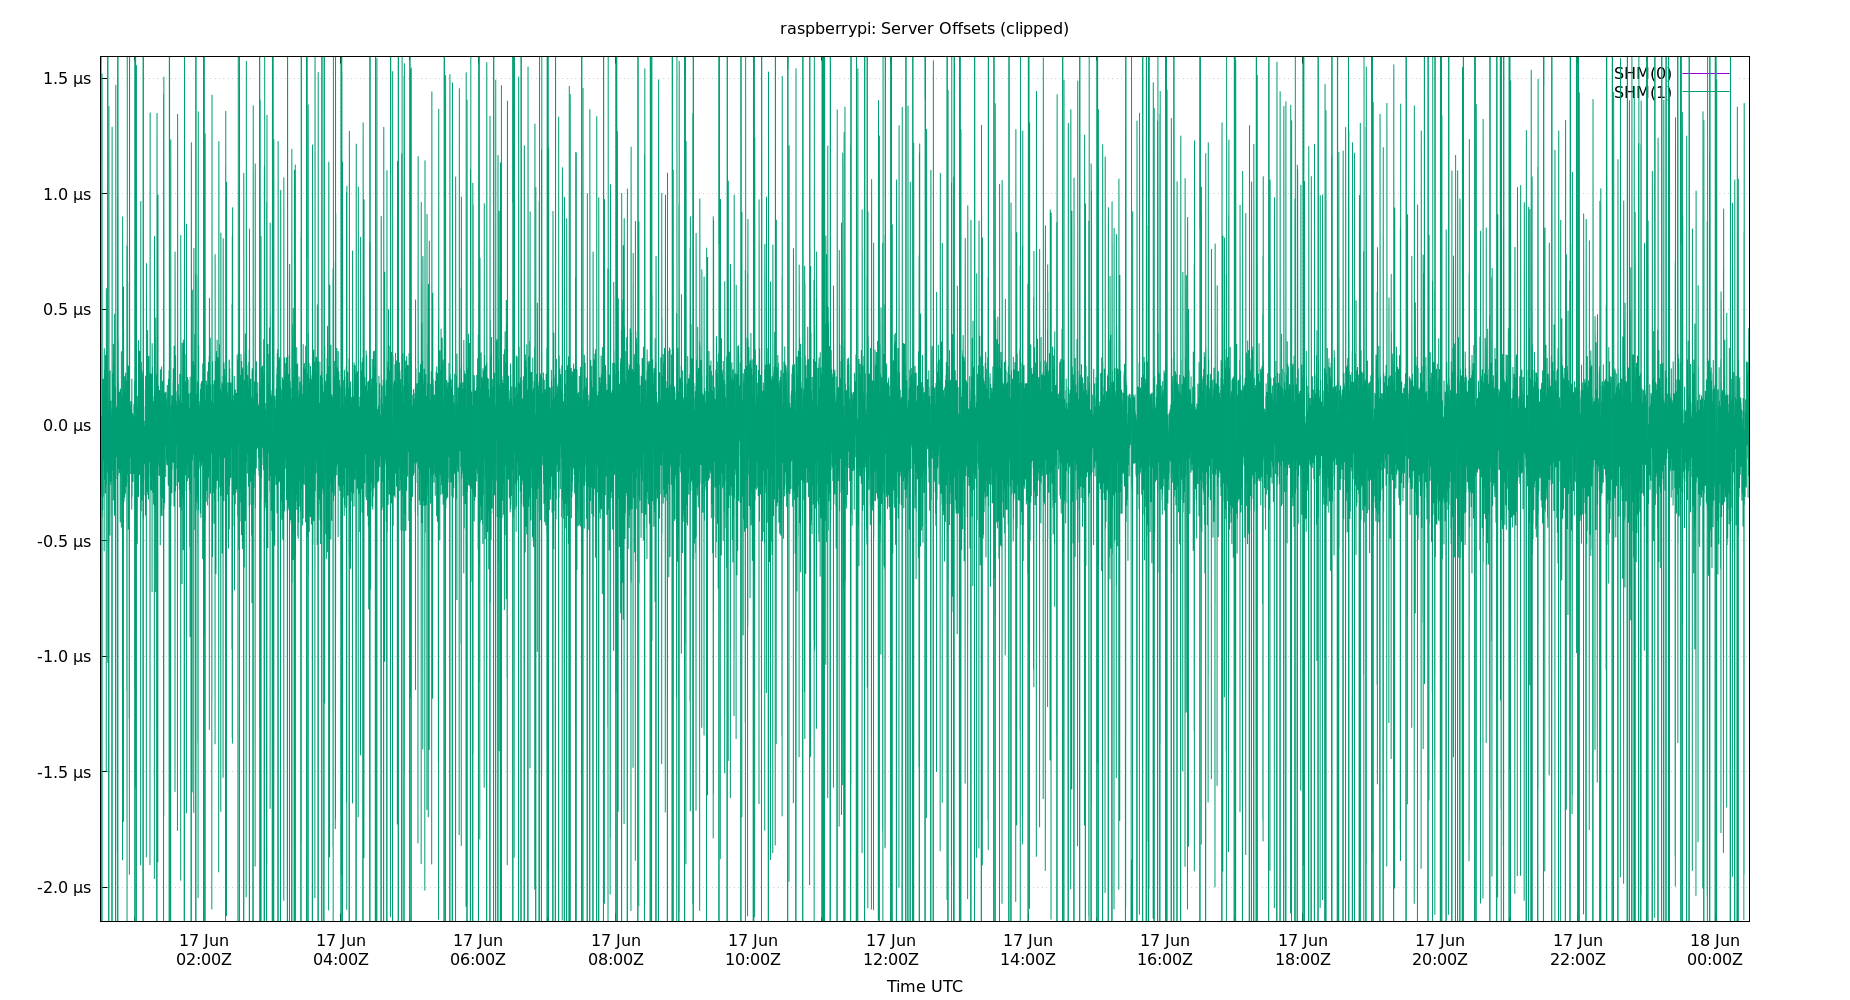 raspberrypi: Server Offsets (clipped)
SHM(0)
SHM(1)
1.5 µs
1.0 µs
0.5 µs
0.0 µs
-0.5 µs
-1.0 µs
-1.5 µs
-2.0 µs
17 Jun 17 Jun 17 Jun 17 Jun 17 Jun 17 Jun 17 Jun 17 Jun 17 Jun 17 Jun 17 Jun 18 Jun
02:00Z 04:00Z 06:00Z 08:00Z 10:00Z 12:00Z 14:00Z 16:00Z 18:00Z 20:00Z 22:00Z 00:00Z
Time UTC